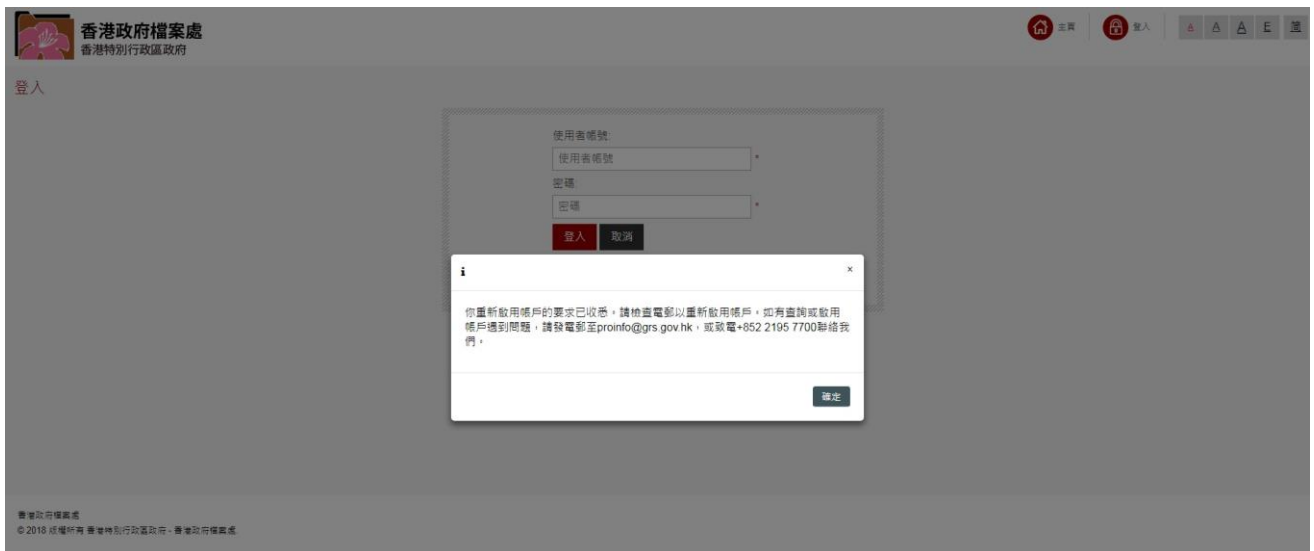 香港政府檔案處
香港特別行政區政府
主頁
登入
A A A E 简
登入
使用者帳號:
使用者帳號 *
密碼:
密碼 *
登入 取消
i ×
你重新啟用帳戶的要求已收悉。請檢查電郵以重新啟用帳戶。如有查詢或啟用
帳戶遇到問題,請發電郵至proinfo@grs.gov.hk,或致電+852 2195 7700聯絡我
們。
確定
香港政府檔案處
© 2018 版權所有 香港特別行政區政府 - 香港政府檔案處